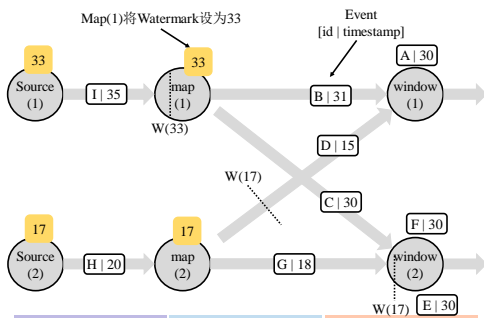 Map(1)将Watermark设为33
Event
[id | timestamp]
33
Source
(1)
I | 35
33
map
(1)
W(33)
B | 31
A | 30
window
(1)
D | 15
W(17)
C | 30
17
Source
(2)
H | 20
17
map
(2)
G | 18
F | 30
window
(2)
W(17)
E | 30